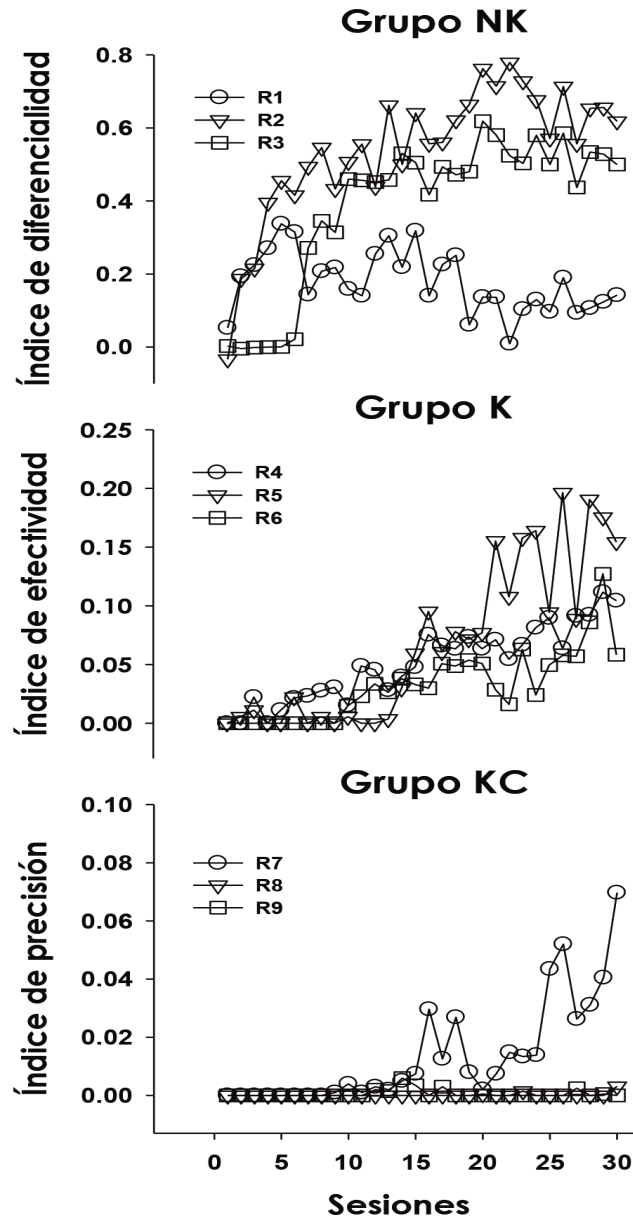 Grupo NK
Índice de diferencialidad
0.8
0.6
0.4
0.2
0.0
R1
R2
R3
Grupo K
Índice de efectividad
0.25
0.20
0.15
0.10
0.05
0.00
R4
R5
R6
Grupo KC
Índice de precisión
0.10
0.08
0.06
0.04
0.02
0.00
R7
R8
R9
0 5 10 15 20 25 30
Sesiones